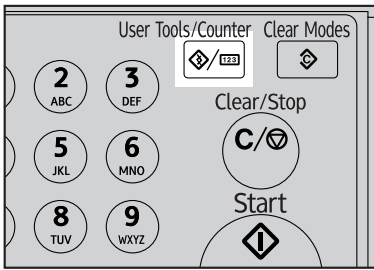 User Tools/Counter Clear Modes
123
C
2
ABC
3
DEF
Clear/Stop
C/
5
JKL
6
MNO
Start
8
TUV
9
WXYZ